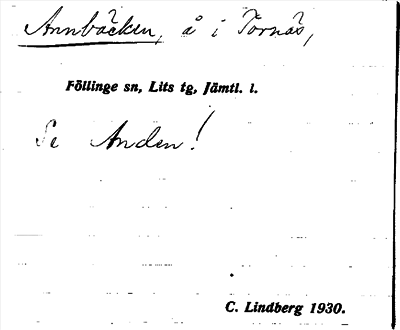 Annbäcken, å i Tornäs,
Föllinge sn, Lits tg, Jämtl. l.
Se Anden!
C. Lindberg 1930.